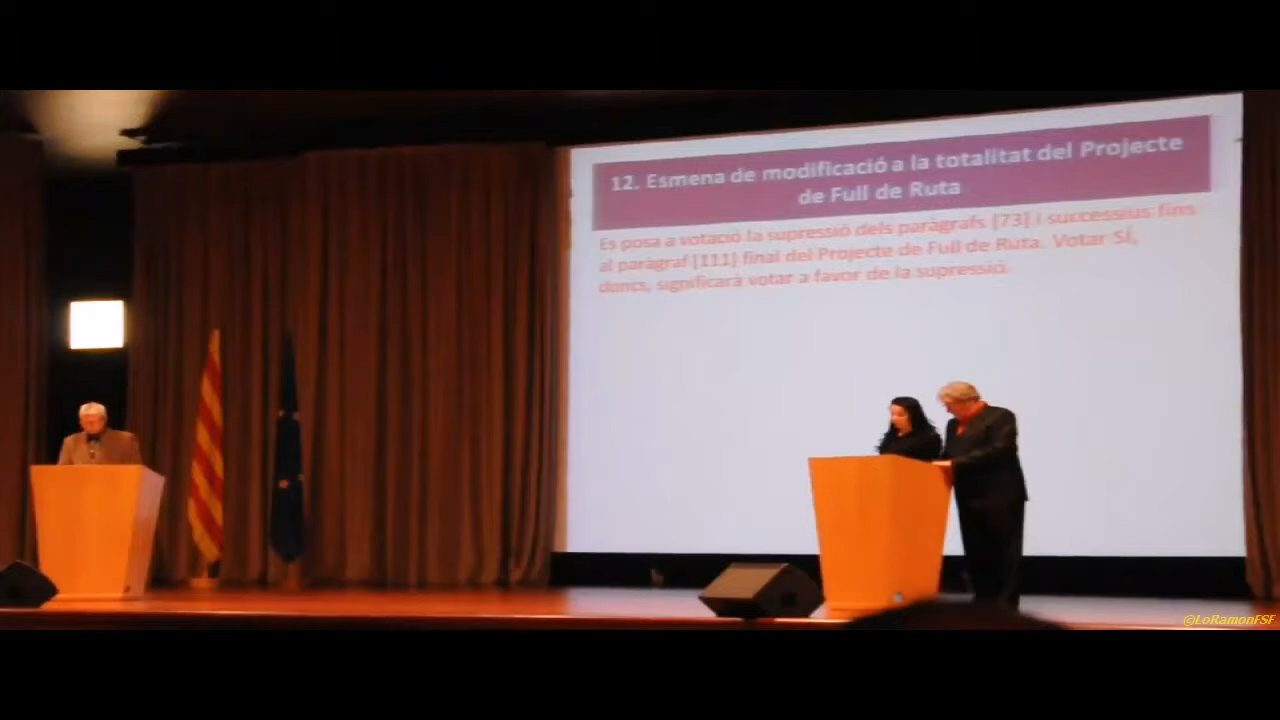 12. Esmena de modificació a la totalitat del Projecte
de Full de Ruta
Es posa a votació la supressió dels paràgrafs [73] i successius fins
al paràgraf [111] final del Projecte de Full de Ruta. Votar SÍ,
doncs, significarà votar a favor de la supressió.
©LoRamonFSF